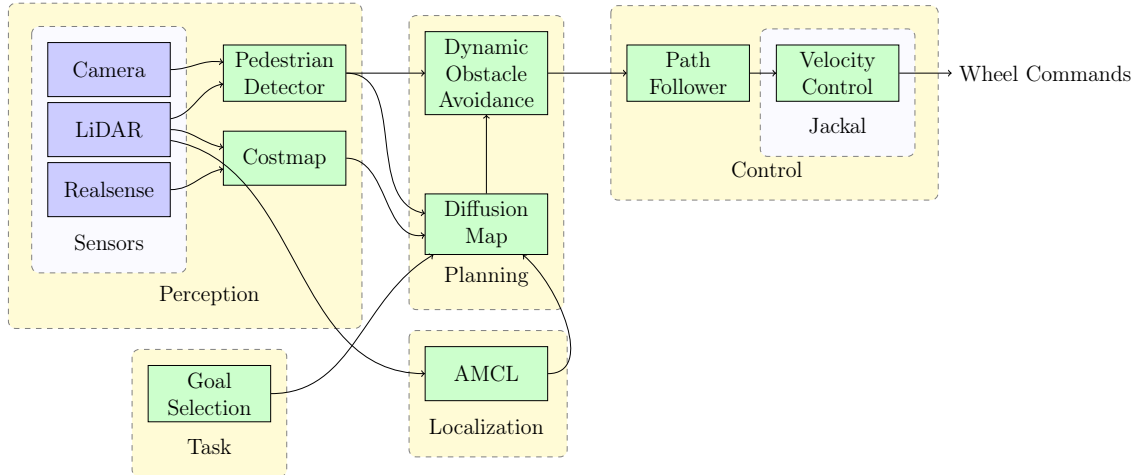 Camera
LiDAR
Realsense
Sensors
Pedestrian
Detector
Costmap
Perception
Goal
Selection
Task
Dynamic
Obstacle
Avoidance
Diffusion
Map
Planning
AMCL
Localization
Path
Follower
Velocity
Control
Jackal
Control
Wheel Commands